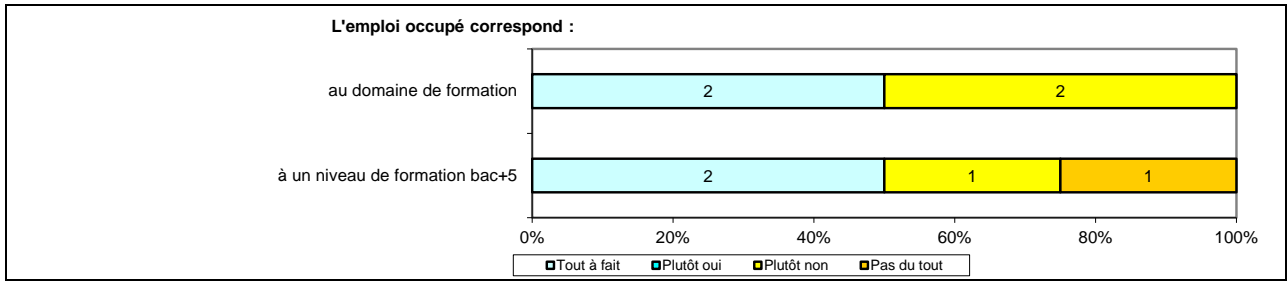 L'emploi occupé correspond :
au domaine de formation
2 2
à un niveau de formation bac+5
2 1 1
0% 20% 40% 60% 80% 100%
Tout à fait Plutôt oui Plutôt non Pas du tout